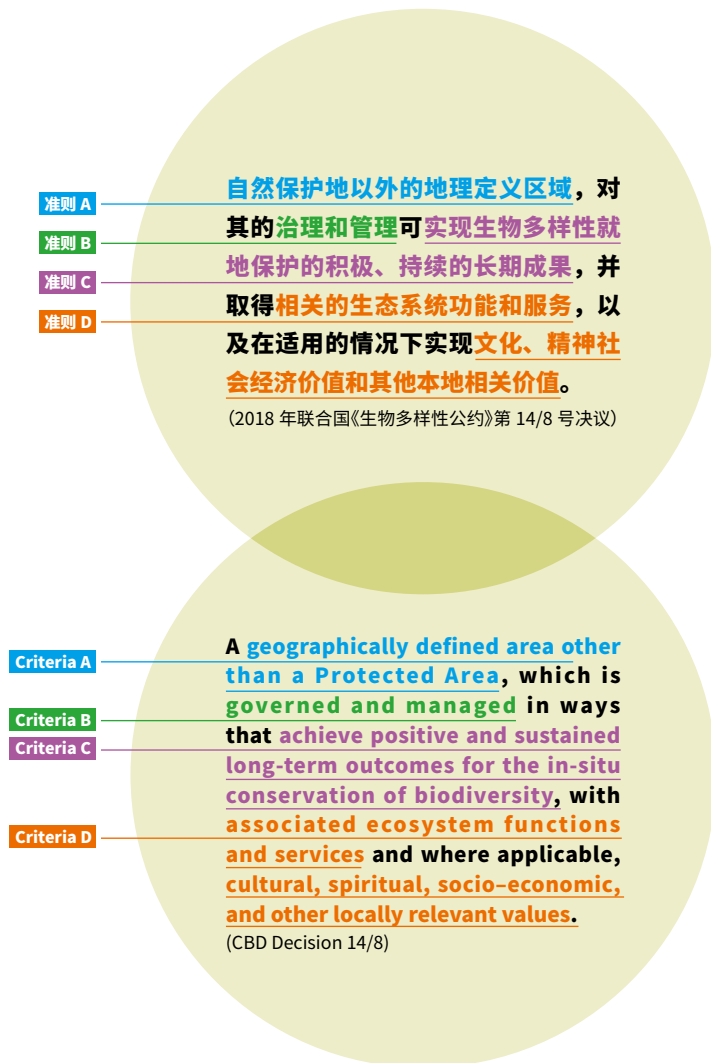 准则 A
准则 B
准则 C
准则 D
自然保护地以外的地理定义区域，对
其的治理和管理可实现生物多样性就
地保护的积极、持续的长期成果，并
取得相关的生态系统功能和服务，以
及在适用的情况下实现文化、精神社
会经济价值和其他本地相关价值。
（2018 年联合国《生物多样性公约》第 14/8 号决议）
Criteria A
Criteria B
Criteria C
Criteria D
A geographically defined area other
than a Protected Area, which is
governed and managed in ways
that achieve positive and sustained
long-term outcomes for the in-situ
conservation of biodiversity, with
associated ecosystem functions
and services and where applicable,
cultural, spiritual, socio–economic,
and other locally relevant values.
(CBD Decision 14/8)